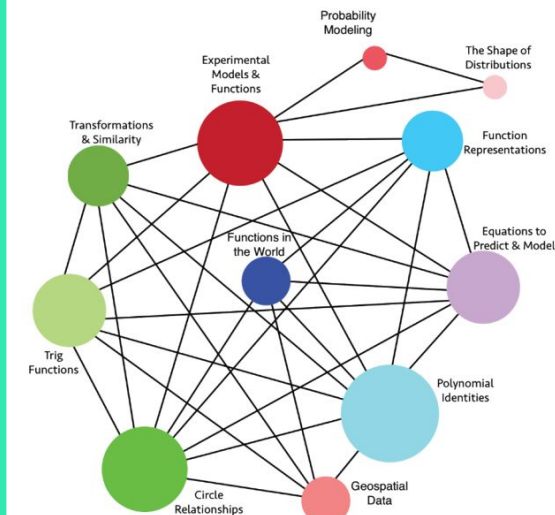 Probability
Modeling
The Shape of
Distributions
Experimental
Models &
Functions
Transformations
& Similarity
Function
Representations
Functions in
the World
Equations to
Predict & Model
Trig
Functions
Polynomial
Identities
Geospatial
Data
Circle
Relationships